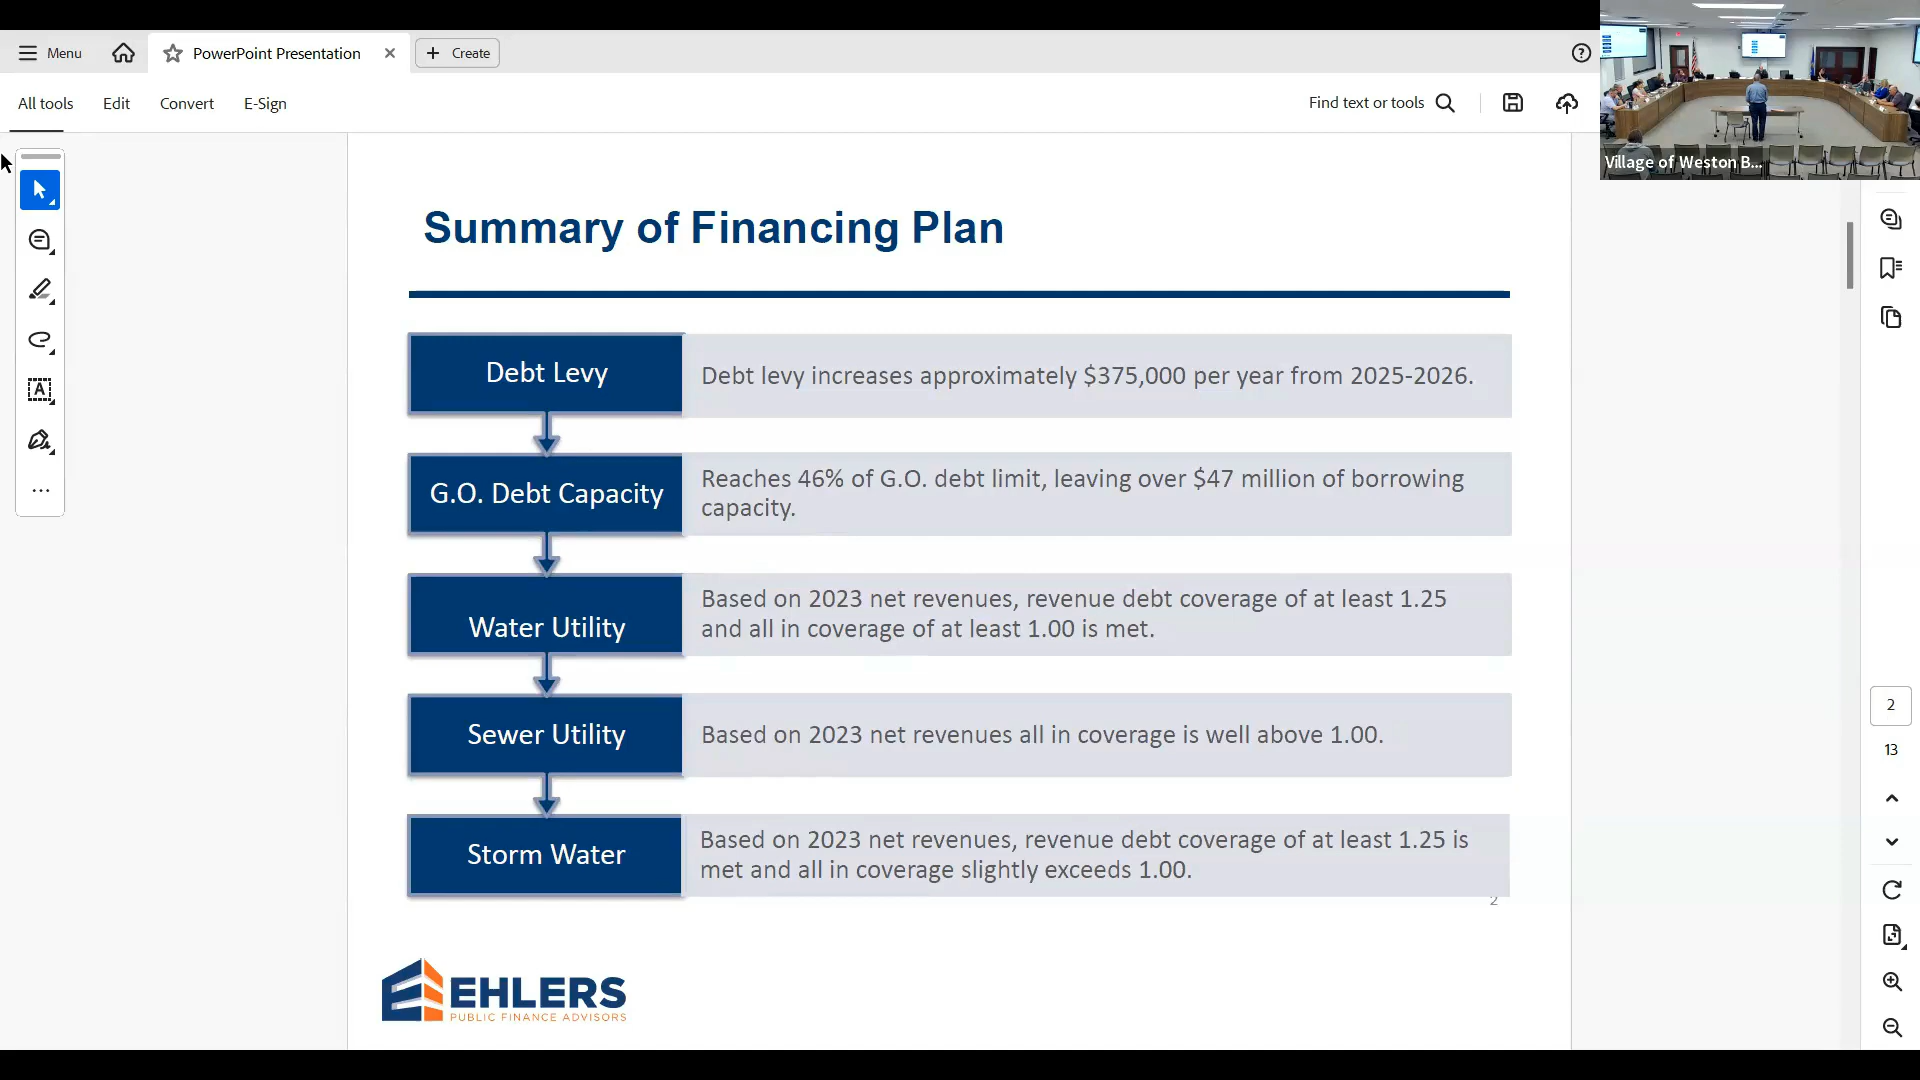 Menu
PowerPoint Presentation
Create
All tools
Edit
Convert
E-Sign
Find text or tools
Village of Weston B...
Summary of Financing Plan
Debt Levy
Debt levy increases approximately $375,000 per year from 2025-2026.
G.O. Debt Capacity
Reaches 46% of G.O. debt limit, leaving over $47 million of borrowing
capacity.
Water Utility
Based on 2023 net revenues, revenue debt coverage of at least 1.25
and all in coverage of at least 1.00 is met.
Sewer Utility
Based on 2023 net revenues all in coverage is well above 1.00.
Storm Water
Based on 2023 net revenues, revenue debt coverage of at least 1.25 is
met and all in coverage slightly exceeds 1.00.
2
EHLERS
PUBLIC FINANCE ADVISORS
2
13